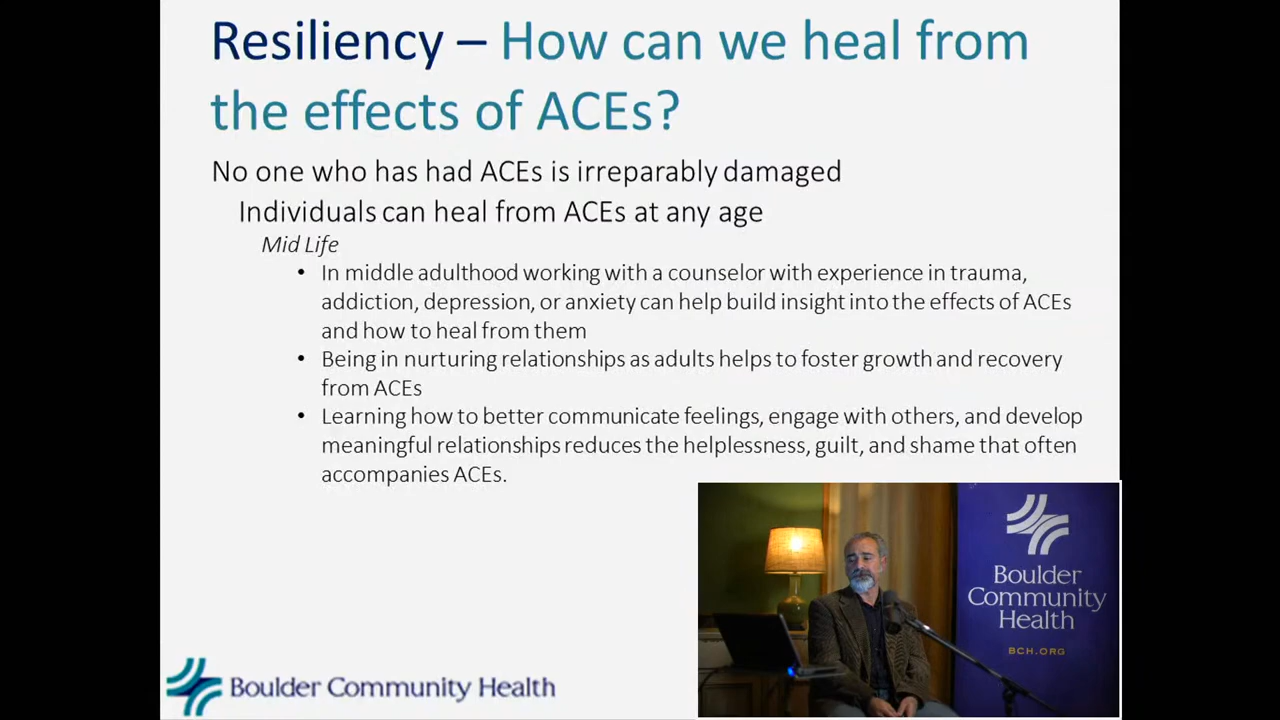 Resiliency – How can we heal from
the effects of ACEs?
No one who has had ACEs is irreparably damaged
Individuals can heal from ACEs at any age
Mid Life
• In middle adulthood working with a counselor with experience in trauma,
addiction, depression, or anxiety can help build insight into the effects of ACEs
and how to heal from them
• Being in nurturing relationships as adults helps to foster growth and recovery
from ACEs
• Learning how to better communicate feelings, engage with others, and develop
meaningful relationships reduces the helplessness, guilt, and shame that often
accompanies ACEs.
Boulder
Community
Health
BCH.ORG
Boulder Community Health